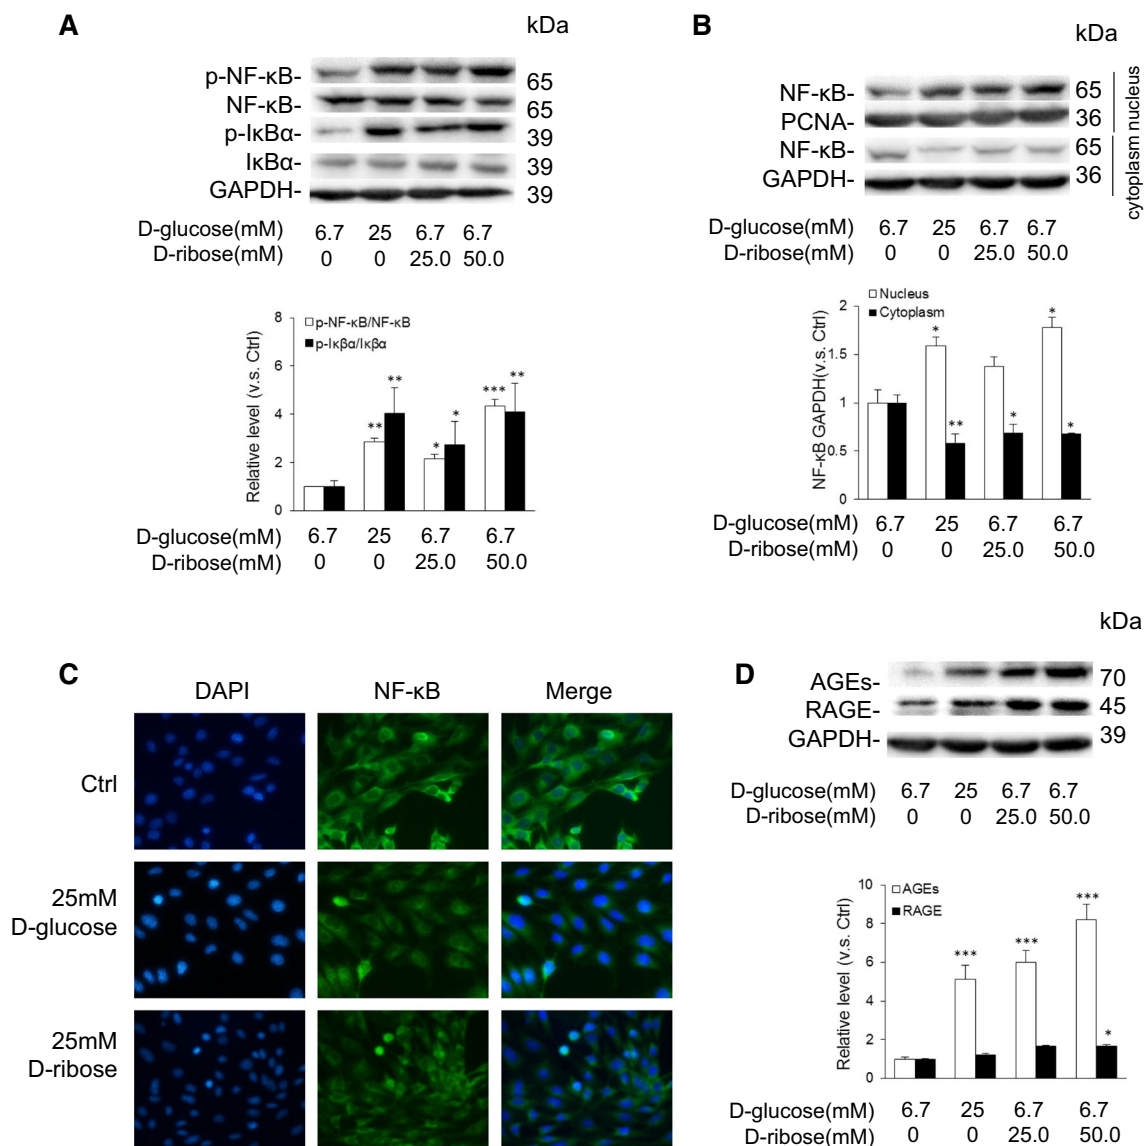 A
kDa
p-NF-κB-
65
NF-κB-
65
p-IκBα-
39
IκBα-
39
GAPDH-
39
D-glucose(mM) 6.7 25 6.7 6.7
D-ribose(mM) 0 0 25.0 50.0
8
6
4
2
0
Relative level (v.s. Ctrl)
p-NF-κB/NF-κB
p-Iκβα/Iκβα
** ** * * *** **
D-glucose(mM) 6.7 25 6.7 6.7
D-ribose(mM) 0 0 25.0 50.0
B
kDa
NF-κB- 65
PCNA- 36
nucleus
NF-κB- 65
GAPDH- 36
cytoplasm
D-glucose(mM) 6.7 25 6.7 6.7
D-ribose(mM) 0 0 25.0 50.0
2
1.5
1
0.5
0
NF-κB GAPDH(v.s. Ctrl)
Nucleus
Cytoplasm
* ** * * *
D-glucose(mM) 6.7 25 6.7 6.7
D-ribose(mM) 0 0 25.0 50.0
C
DAPI NF-κB Merge
Ctrl
25mM
D-glucose
25mM
D-ribose
D
kDa
AGEs- 70
RAGE- 45
GAPDH- 39
D-glucose(mM) 6.7 25 6.7 6.7
D-ribose(mM) 0 0 25.0 50.0
10
8
6
4
2
0
Relative level (v.s. Ctrl)
AGEs
RAGE
*** *** *** *
D-glucose(mM) 6.7 25 6.7 6.7
D-ribose(mM) 0 0 25.0 50.0